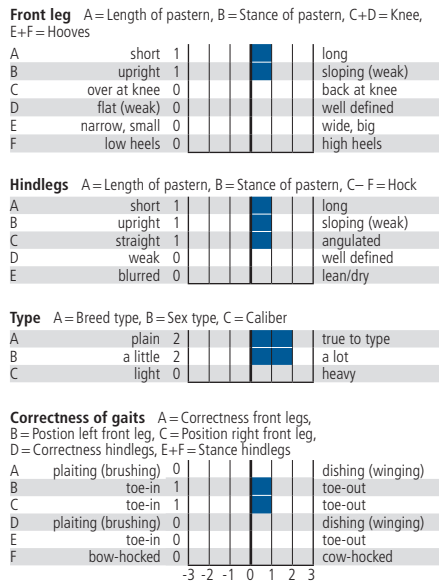 Front leg A=Length of pastern, B=Stance of pastern, C+D=Knee,
E+F=Hooves
A short 1 long
B upright 1 sloping (weak)
C over at knee 0 back at knee
D flat (weak) 0 well defined
E narrow, small 0 wide, big
F low heels 0 high heels
Hindlegs A=Length of pastern, B=Stance of pastern, C– F=Hock
A short 1 long
B upright 1 sloping (weak)
C straight 1 angulated
D weak 0 well defined
E blurred 0 lean/dry
Type A=Breed type, B=Sex type, C=Caliber
A plain 2 true to type
B a little 2 a lot
C light 0 heavy
Correctness of gaits A=Correctness front legs,
B=Postion left front leg, C=Position right front leg,
D=Correctness hindlegs, E+F=Stance hindlegs
A plaiting (brushing) 0 dishing (winging)
B toe-in 1 toe-out
C toe-in 1 toe-out
D plaiting (brushing) 0 dishing (winging)
E toe-in 0 toe-out
F bow-hocked 0 cow-hocked
-3 -2 -1 0 1 2 3